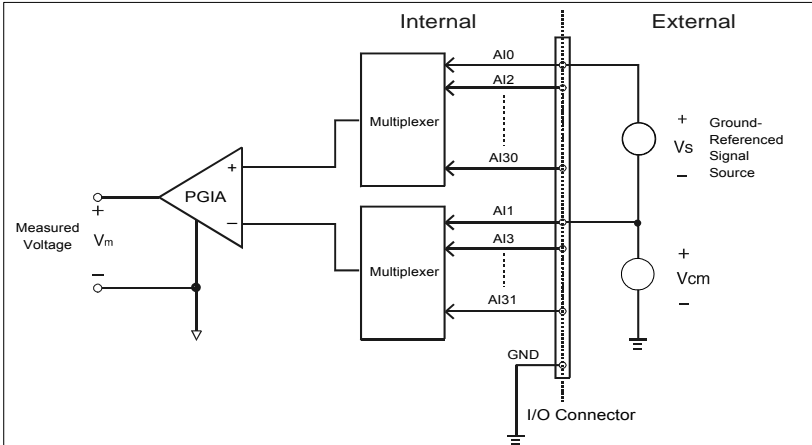 Internal
External
AI0
AI2
Multiplexer
AI30
+
Vs
–
Ground-
Referenced
Signal
Source
+
PGIA
–
Measured
Voltage
+
Vm
–
AI1
AI3
Multiplexer
AI31
+
Vcm
–
GND
I/O Connector